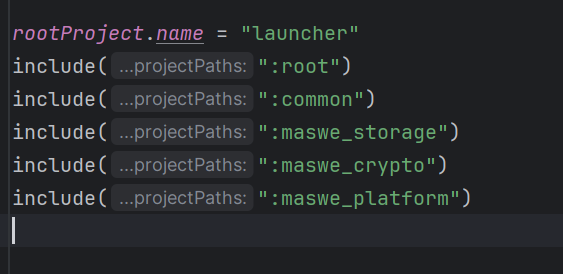 rootProject.name = "launcher"
include( ...projectPaths: ":root")
include( ...projectPaths: ":common")
include( ...projectPaths: ":maswe_storage")
include( ...projectPaths: ":maswe_crypto")
include( ...projectPaths: ":maswe_platform")